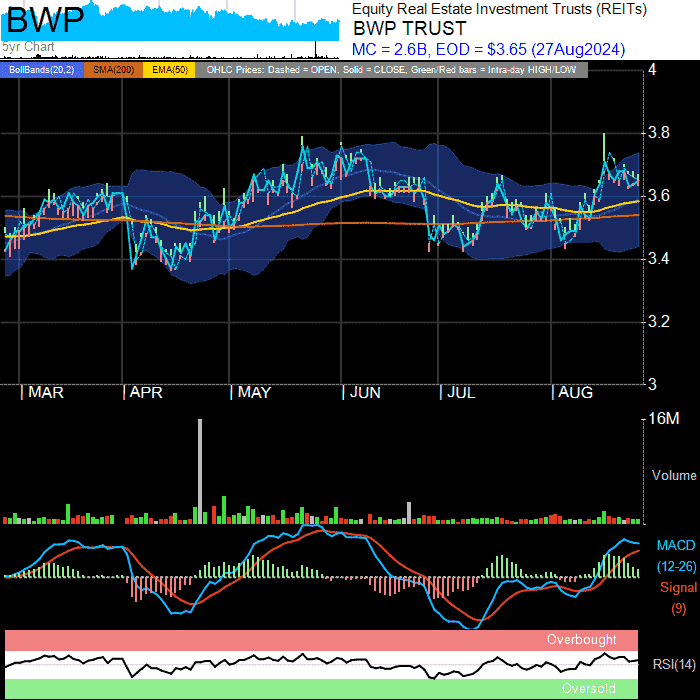 BWP
5yr Chart
Equity Real Estate Investment Trusts (REITs)
BWP TRUST
MC = 2.6B, EOD = $3.65 (27Aug2024)
BollBands(20,2) SMA(200) EMA(50) OHLC Prices: Dashed = OPEN, Solid = CLOSE, Green/Red bars = Intra-day HIGH/LOW
4
3.8
3.6
3.4
3.2
3
| MAR | APR | MAY | JUN | JUL | AUG
16M
Volume
MACD
(12-26)
Signal
(9)
Overbought
RSI(14)
Oversold